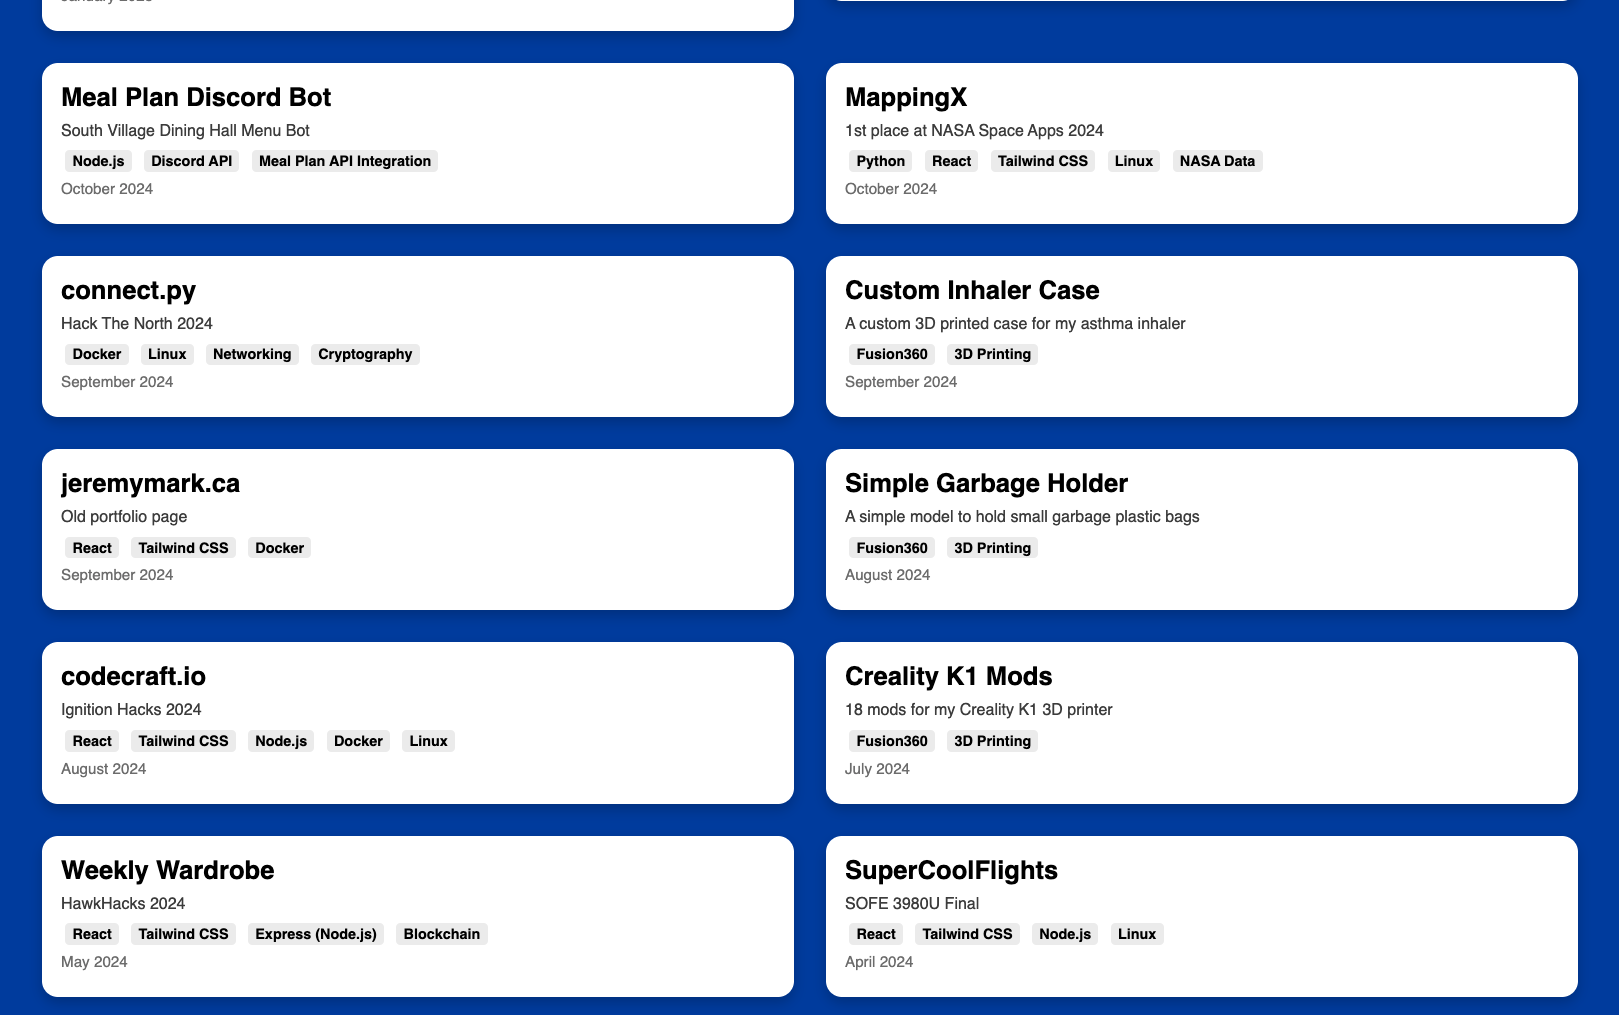 Meal Plan Discord Bot
South Village Dining Hall Menu Bot
Node.js Discord API Meal Plan API Integration
October 2024
MappingX
1st place at NASA Space Apps 2024
Python React Tailwind CSS Linux NASA Data
October 2024
connect.py
Hack The North 2024
Docker Linux Networking Cryptography
September 2024
Custom Inhaler Case
A custom 3D printed case for my asthma inhaler
Fusion360 3D Printing
September 2024
jeremymark.ca
Old portfolio page
React Tailwind CSS Docker
September 2024
Simple Garbage Holder
A simple model to hold small garbage plastic bags
Fusion360 3D Printing
August 2024
codecraft.io
Ignition Hacks 2024
React Tailwind CSS Node.js Docker Linux
August 2024
Creality K1 Mods
18 mods for my Creality K1 3D printer
Fusion360 3D Printing
July 2024
Weekly Wardrobe
HawkHacks 2024
React Tailwind CSS Express (Node.js) Blockchain
May 2024
SuperCoolFlights
SOFE 3980U Final
React Tailwind CSS Node.js Linux
April 2024